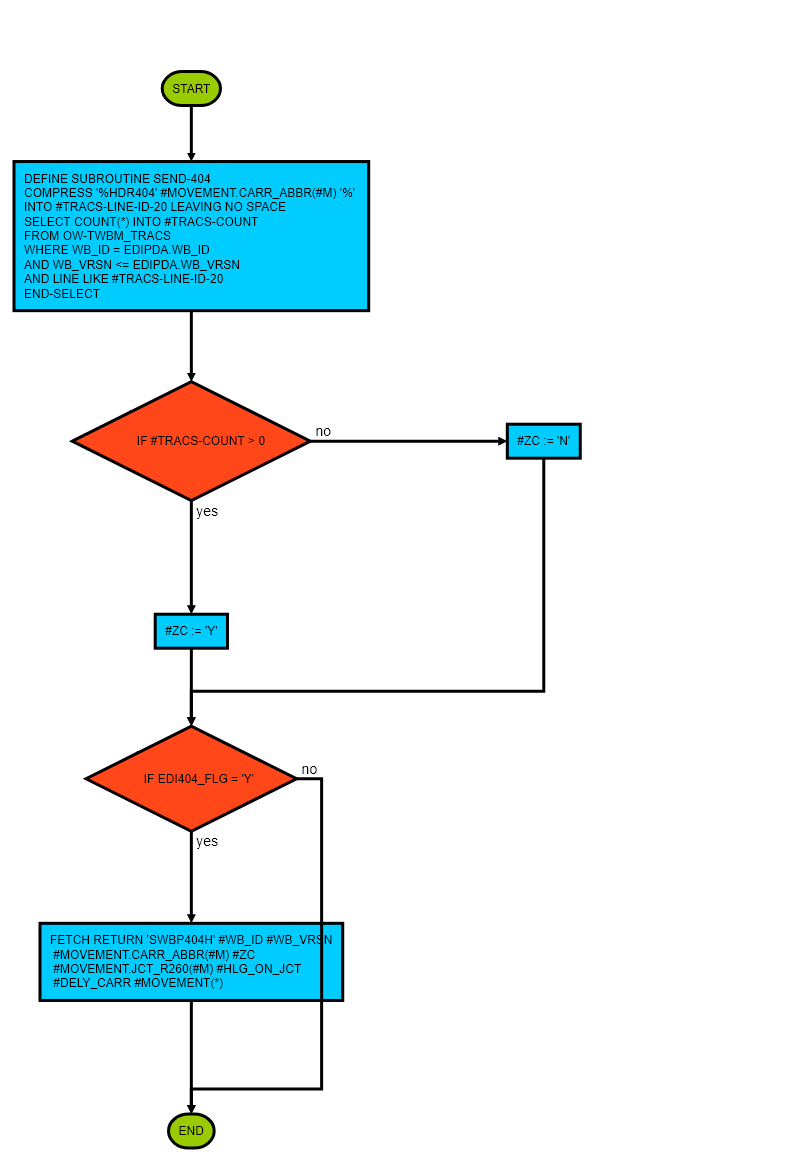 START
DEFINE SUBROUTINE SEND-404
COMPRESS '%HDR404' #MOVEMENT.CARR_ABBR(#M) '%'
INTO #TRACS-LINE-ID-20 LEAVING NO SPACE
SELECT COUNT(*) INTO #TRACS-COUNT
FROM OW-TWBM_TRACS
WHERE WB_ID = EDIPDA.WB_ID
AND WB_VRSN <= EDIPDA.WB_VRSN
AND LINE LIKE #TRACS-LINE-ID-20
END-SELECT
IF #TRACS-COUNT > 0
no
#ZC := 'N'
yes
#ZC := 'Y'
IF EDI404_FLG = 'Y'
no
yes
FETCH RETURN 'SWBP404H' #WB_ID #WB_VRSN
#MOVEMENT.CARR_ABBR(#M) #ZC
#MOVEMENT.JCT_R260(#M) #HLG_ON_JCT
#DELY_CARR #MOVEMENT(*)
END